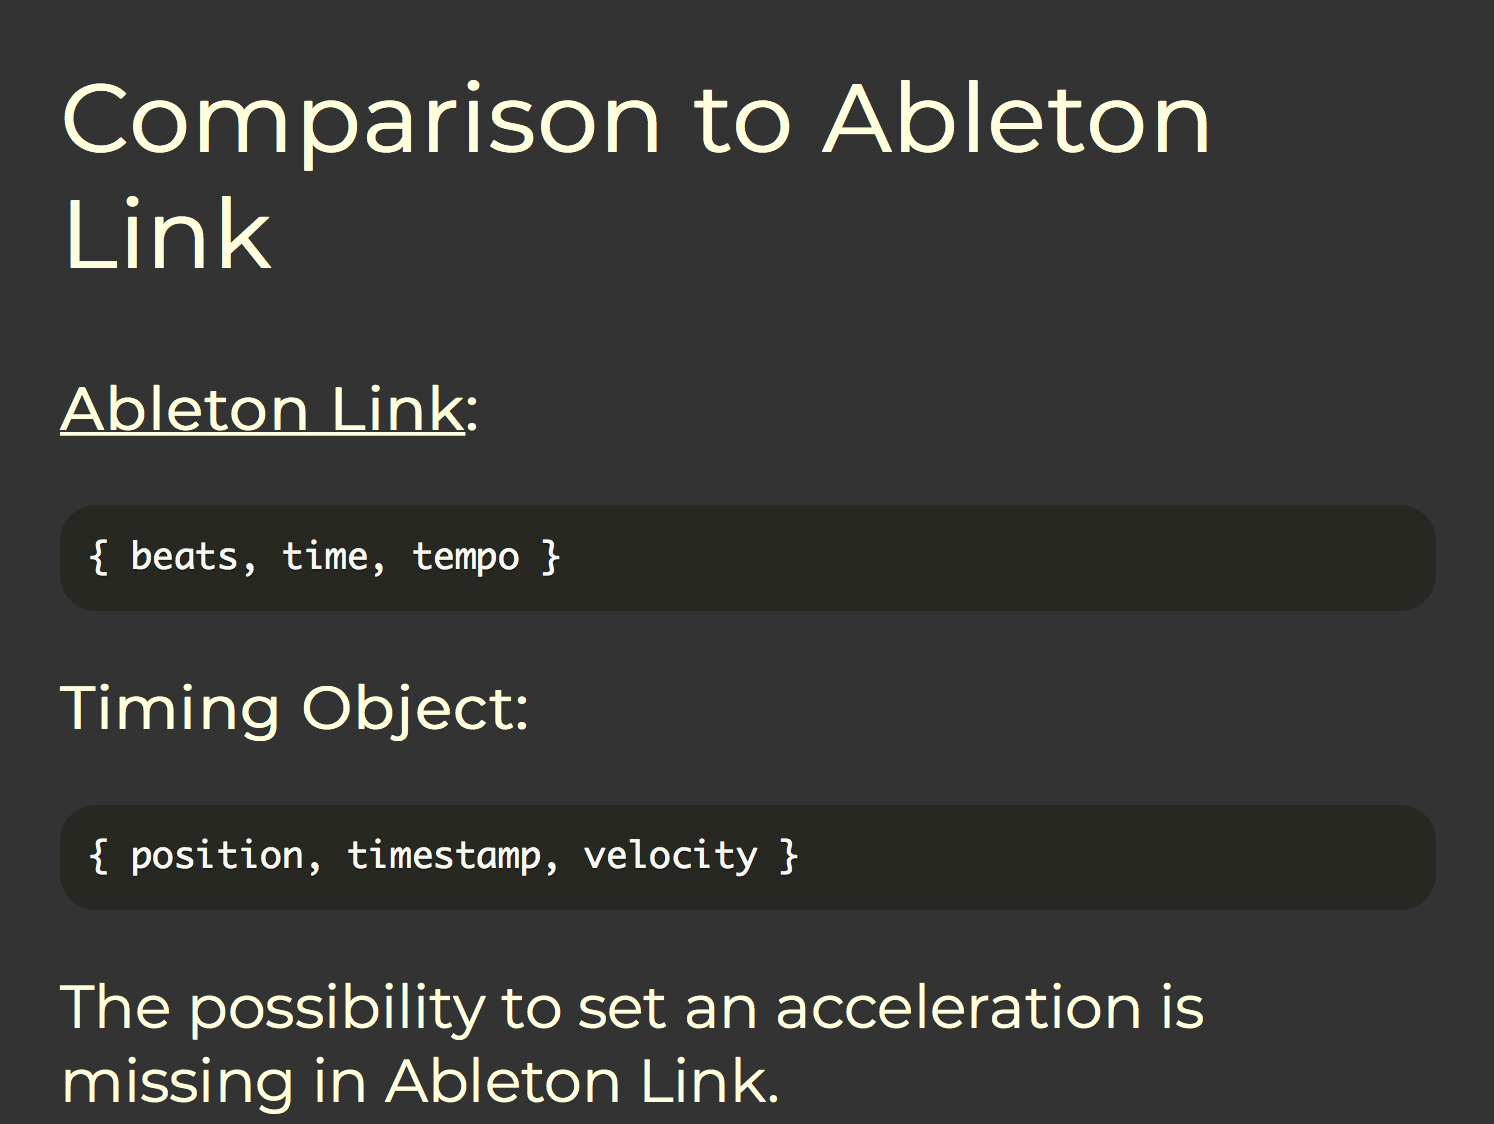 Comparison to Ableton
Link
Ableton Link:
{ beats, time, tempo }
Timing Object:
{ position, timestamp, velocity }
The possibility to set an acceleration is
missing in Ableton Link.